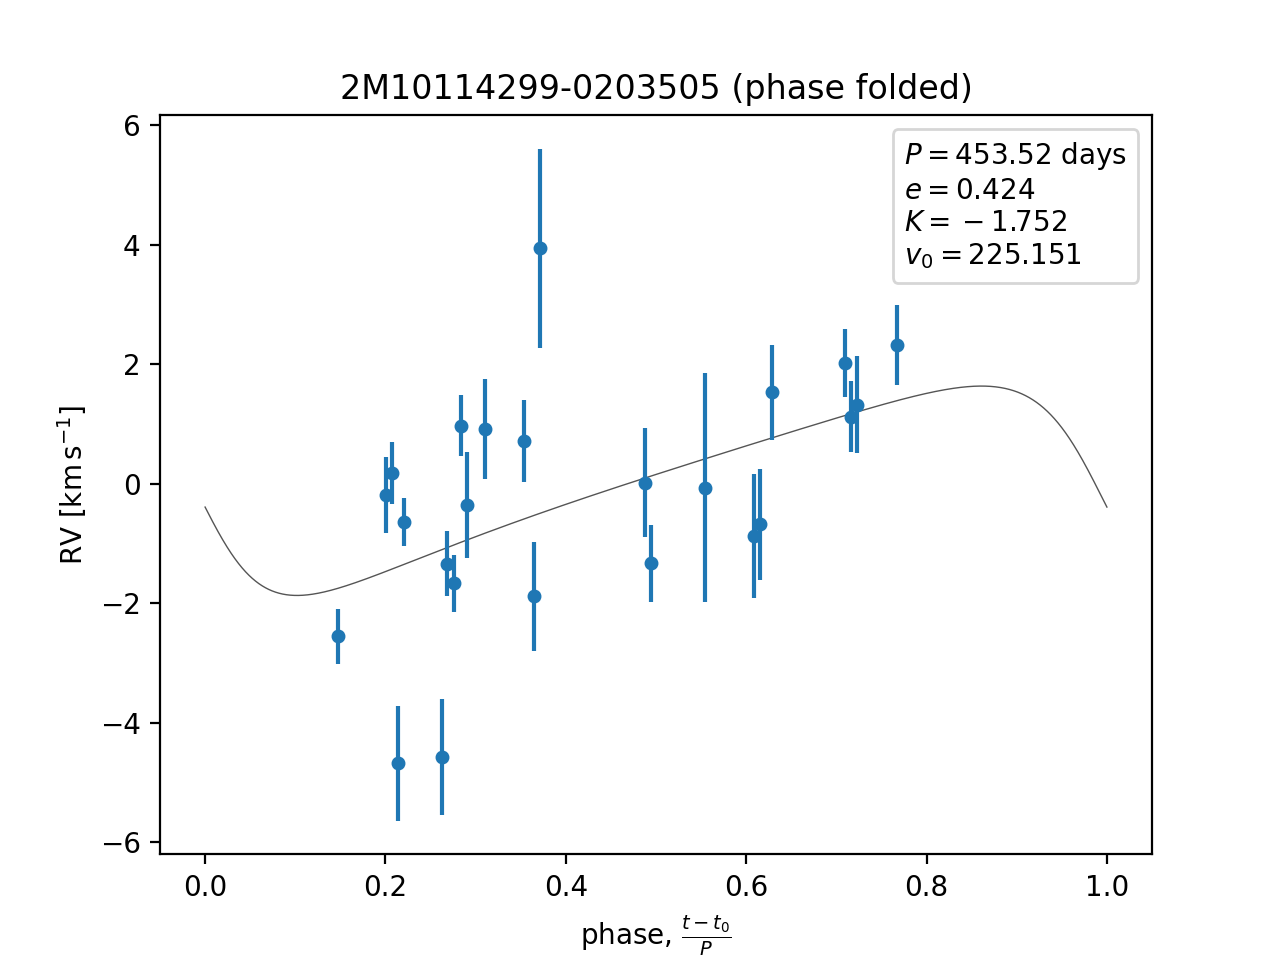 2M10114299-0203505 (phase folded)
P = 453.52 days
e = 0.424
K = −1.752
v₀ = 225.151
6
4
2
0
−2
−4
−6
RV [km s⁻¹]
0.0 0.2 0.4 0.6 0.8 1.0
phase, (t − t₀)/P